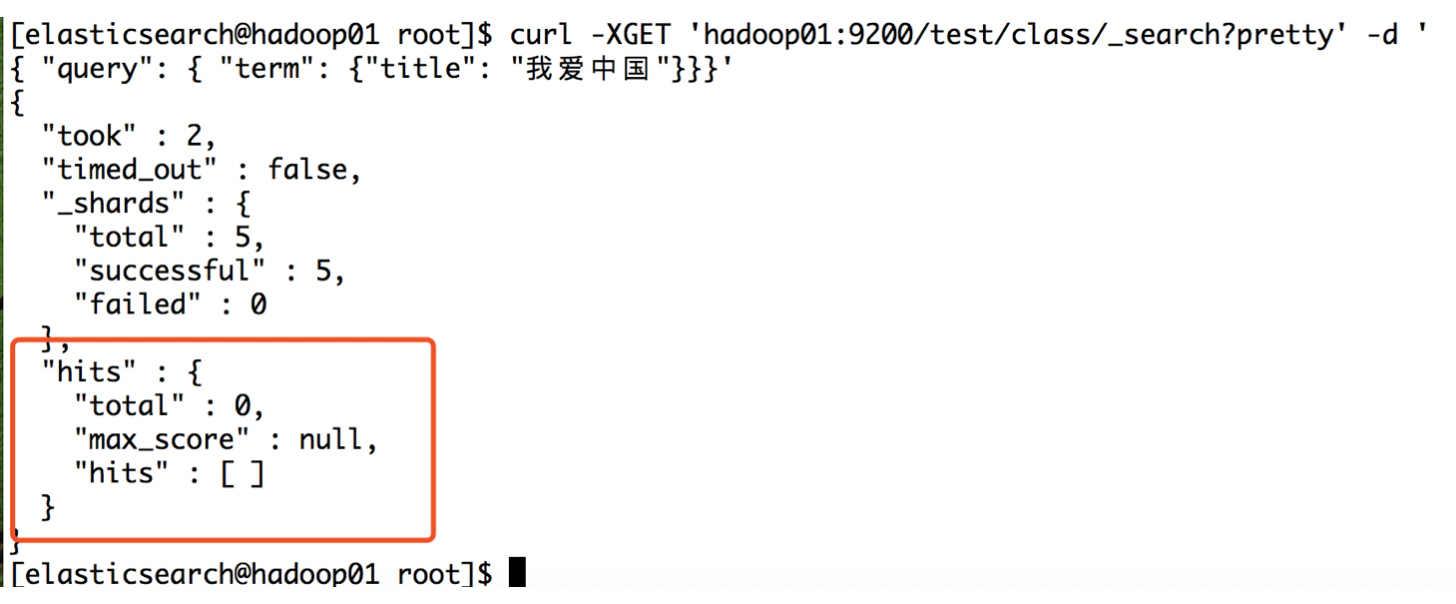 [elasticsearch@hadoop01 root]$ curl -XGET 'hadoop01:9200/test/class/_search?pretty' -d '
{ "query": { "term": {"title": "我爱中国"}}}'
{
  "took" : 2,
  "timed_out" : false,
  "_shards" : {
    "total" : 5,
    "successful" : 5,
    "failed" : 0
  },
  "hits" : {
    "total" : 0,
    "max_score" : null,
    "hits" : [ ]
  }
}
[elasticsearch@hadoop01 root]$